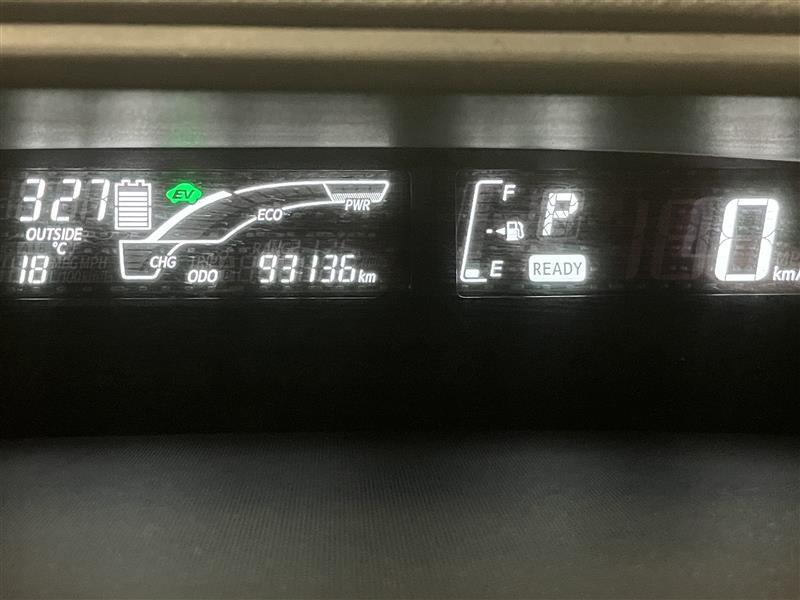 327
EV
OUTSIDE
°C
18
CHG
ECO
PWR
ODO 93136 km
F
E
P
READY
0
km/